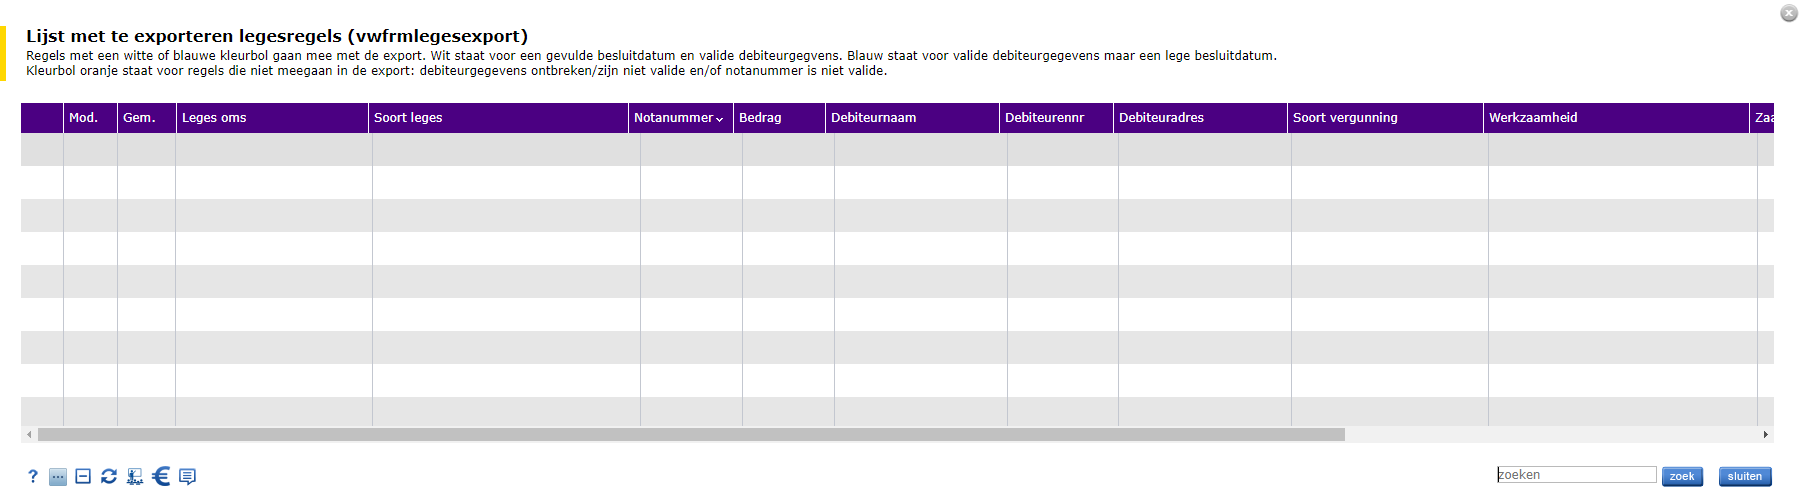 Lijst met te exporteren legesregels (vwfrmlegesexport)
Regels met een witte of blauwe kleurbol gaan mee met de export. Wit staat voor een gevulde besluitdatum en valide debiteurgegvens. Blauw staat voor valide debiteurgegevens maar een lege besluitdatum.
Kleurbol oranje staat voor regels die niet meegaan in de export: debiteurgegevens ontbreken/zijn niet valide en/of notanummer is niet valide.
Mod. Gem. Leges oms Soort leges Notanummer Bedrag Debiteurnaam Debiteurennr Debiteuradres Soort vergunning Werkzaamheid Zaa
? ... € zoeken zoek sluiten